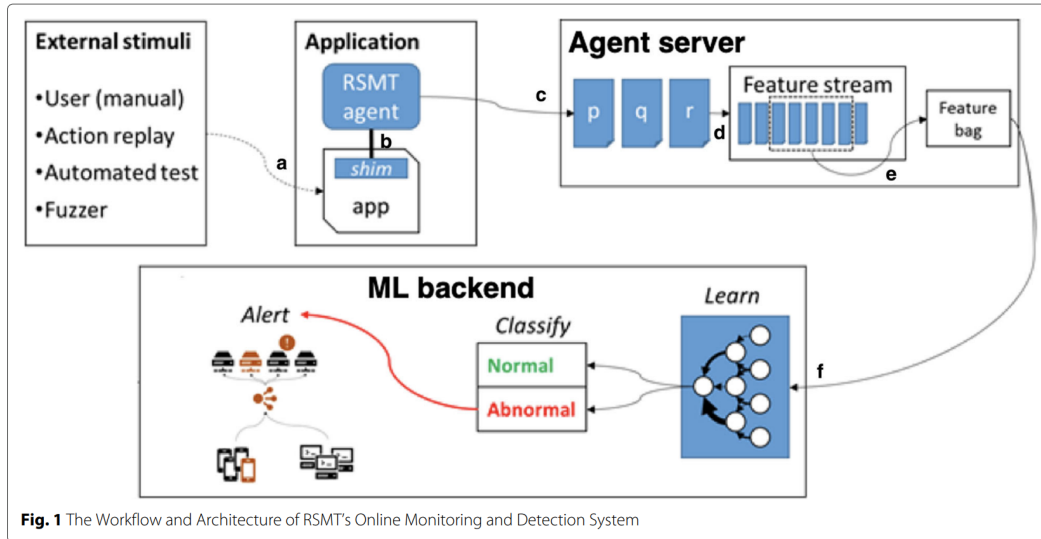 External stimuli
•User (manual)
•Action replay
•Automated test
•Fuzzer
a
Application
RSMT
agent
b
shim
app
c
Agent server
p
q
r
d
Feature stream
e
Feature
bag
f
ML backend
Alert
!
Classify
Normal
Abnormal
Learn
Fig. 1 The Workflow and Architecture of RSMT's Online Monitoring and Detection System